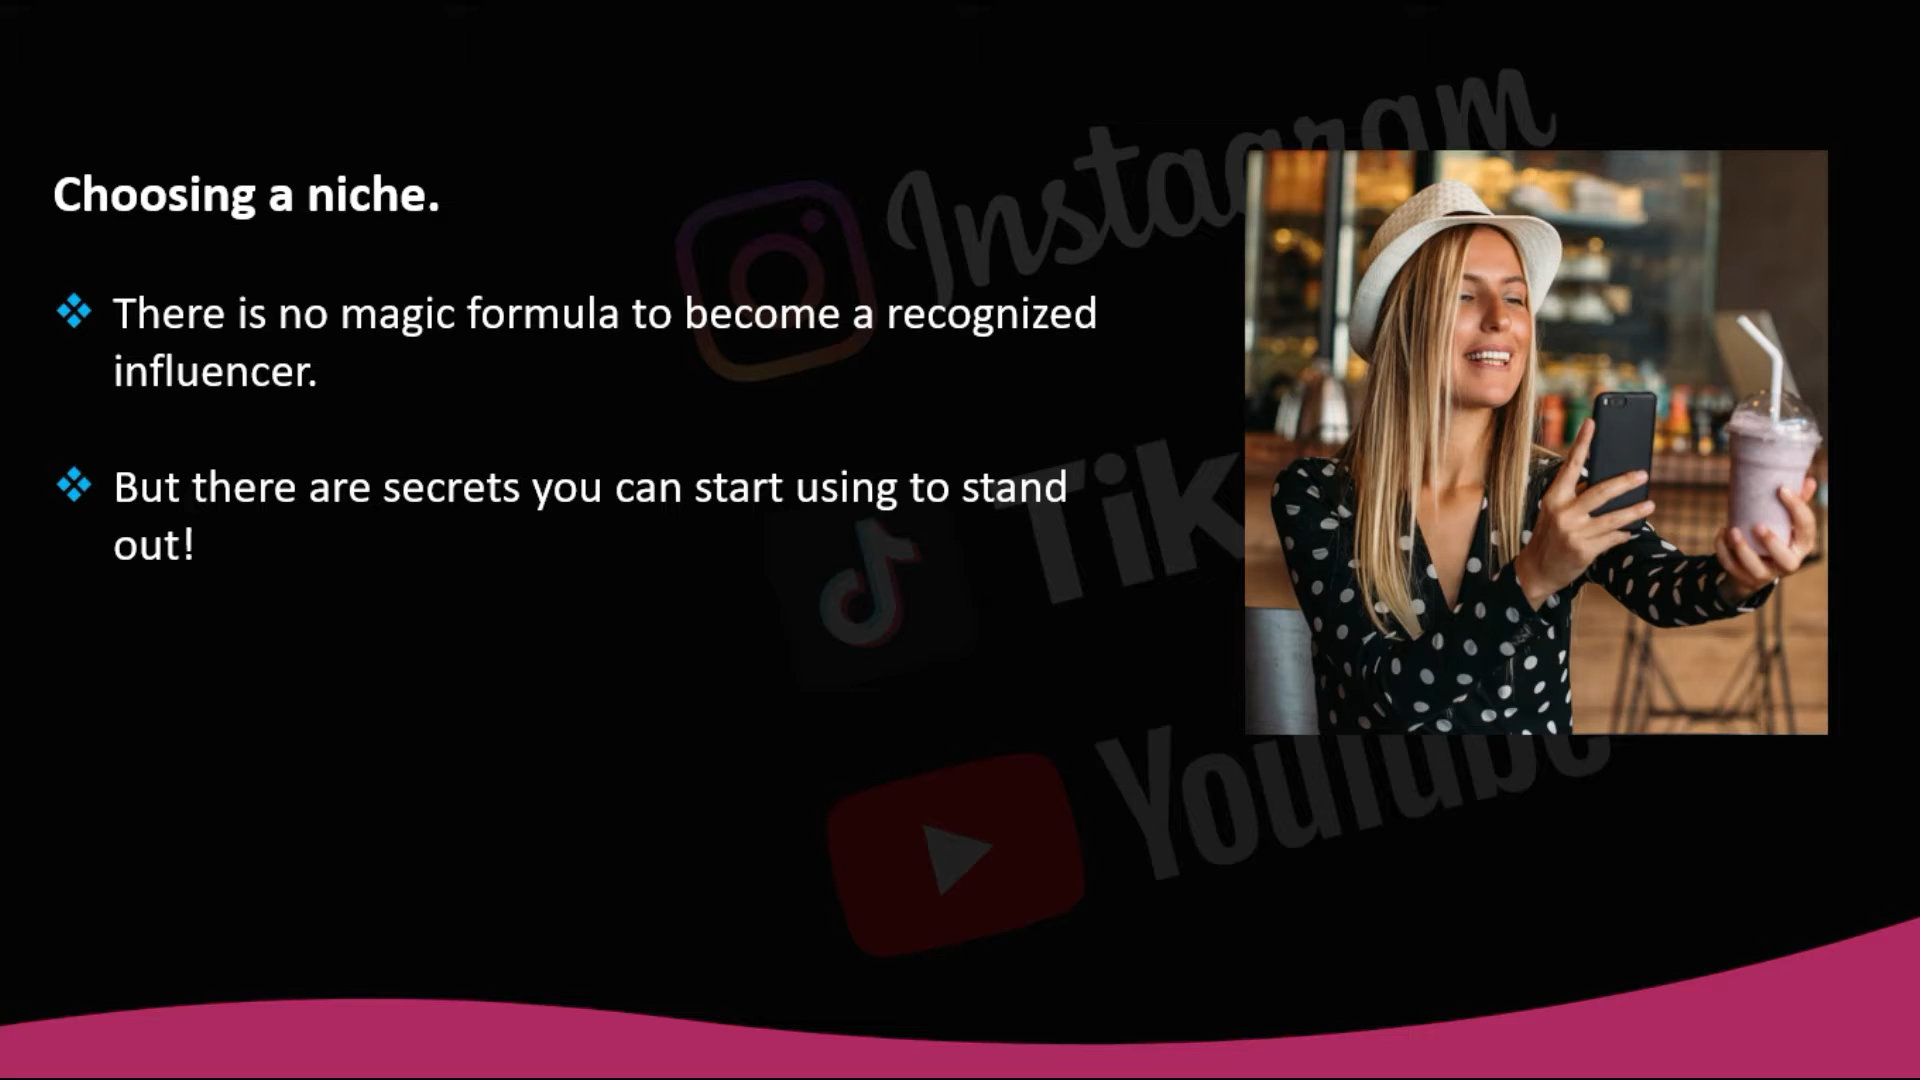 Instagram
Choosing a niche.
There is no magic formula to become a recognized
influencer.
But there are secrets you can start using to stand
out!
Tik
YouTube